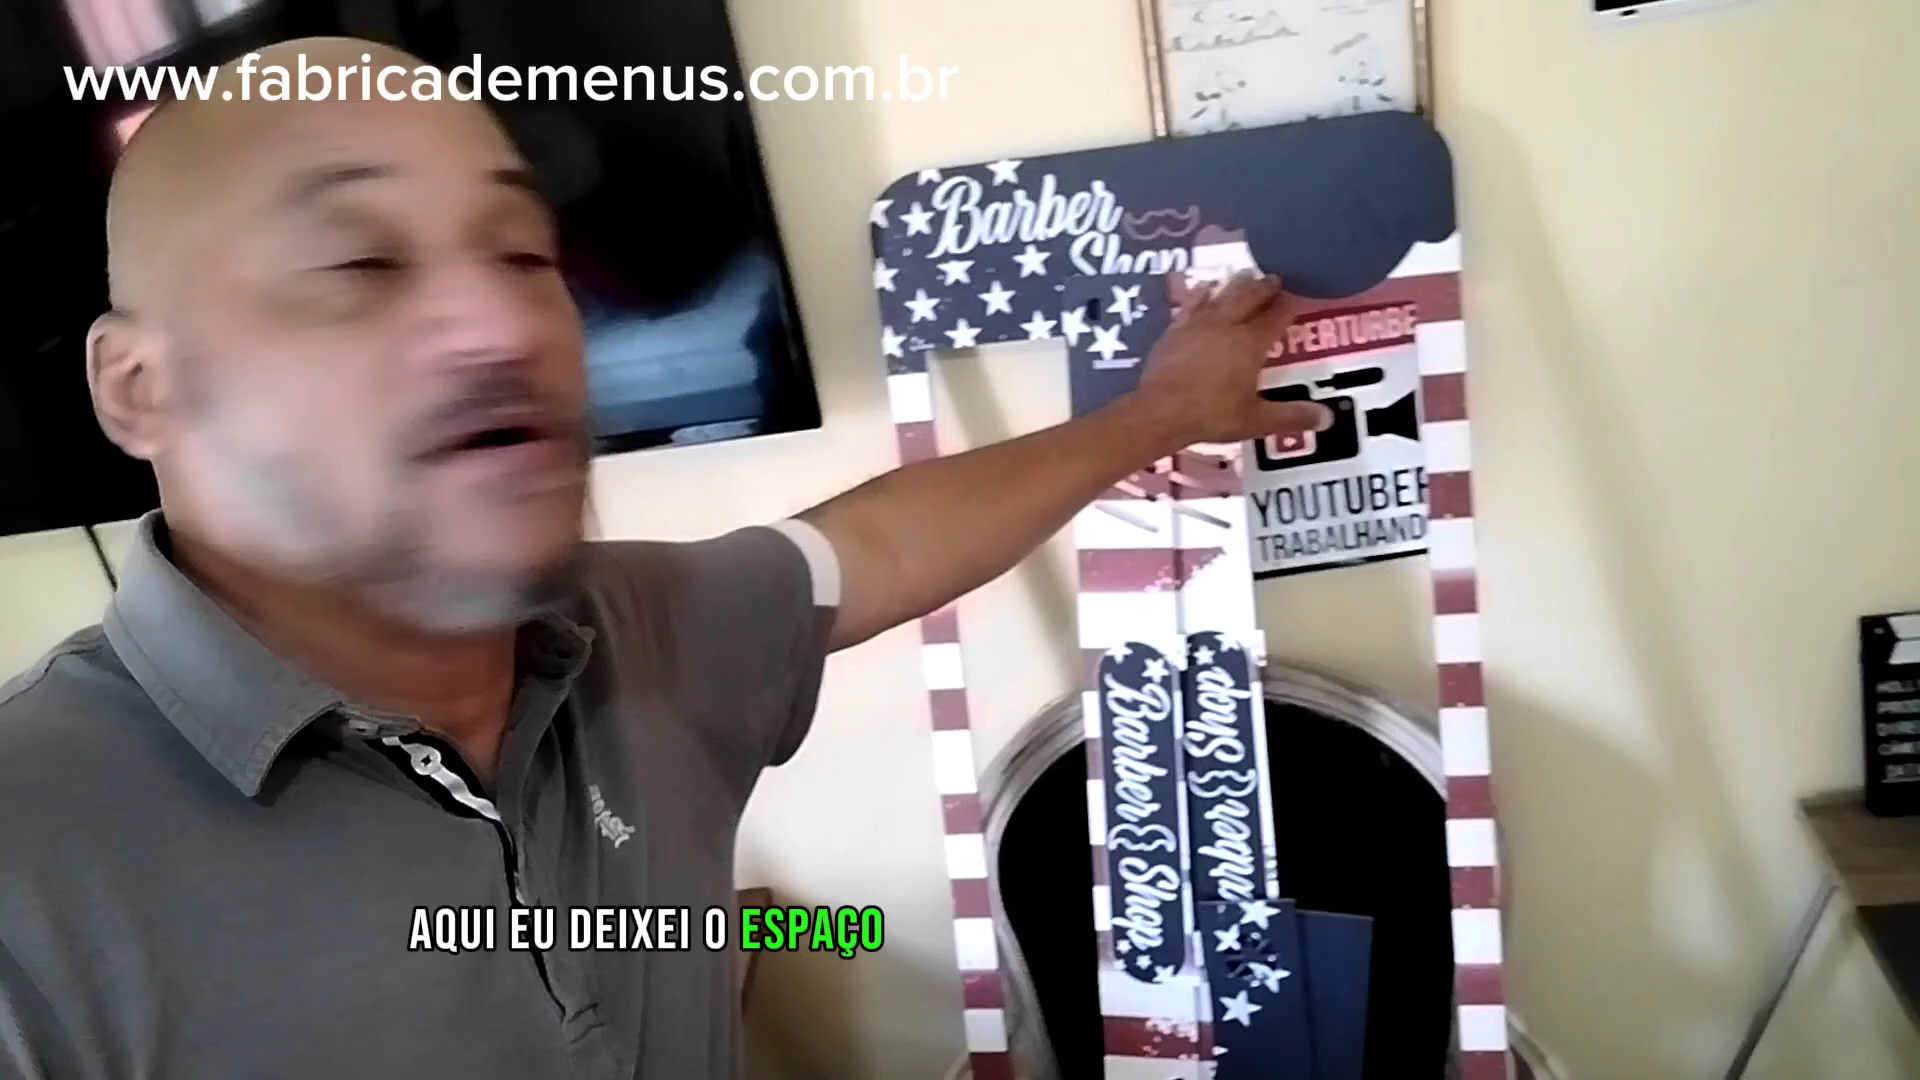 www.fabricademenus.com.br
Barber
Shop
PERTURBE
YOUTUBER
TRABALHAND
Barber Shop
Barber Shop
AQUI EU DEIXEI O ESPAÇO